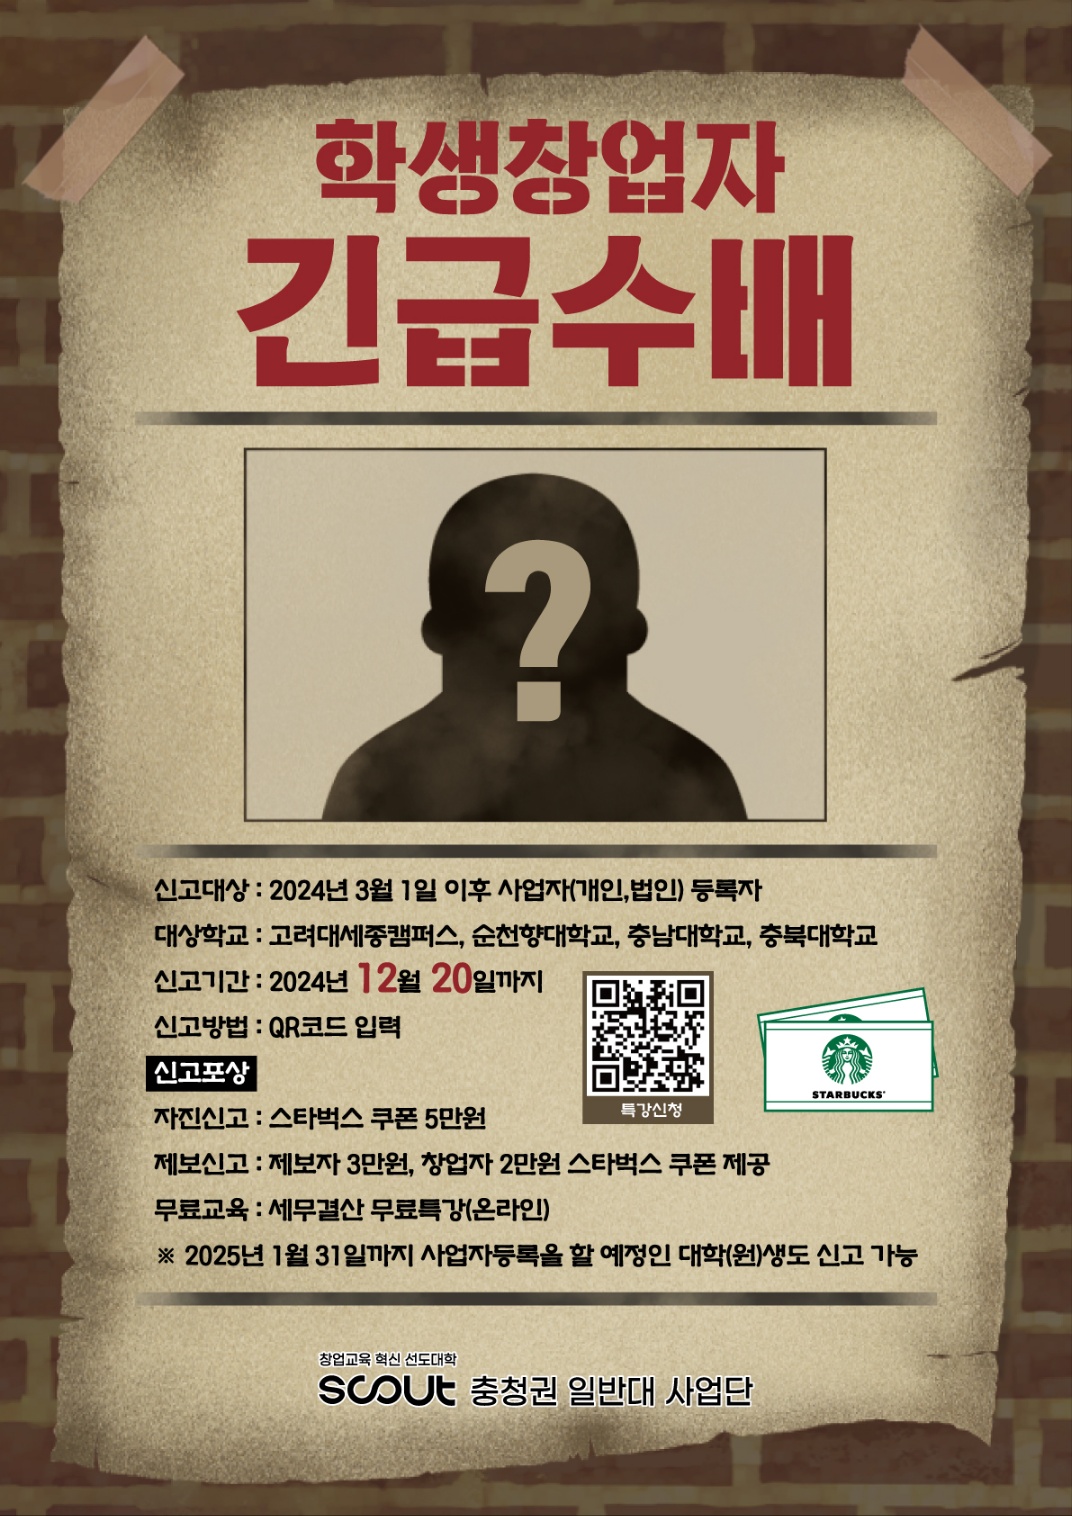 학생창업자
긴급수배
?
신고대상 : 2024년 3월 1일 이후 사업자(개인,법인) 등록자
대상학교 : 고려대세종캠퍼스, 순천향대학교, 충남대학교, 충북대학교
신고기간 : 2024년 12월 20일까지
신고방법 : QR코드 입력
신고포상
특강신청
STARBUCKS
자진신고 : 스타벅스 쿠폰 5만원
제보신고 : 제보자 3만원, 창업자 2만원 스타벅스 쿠폰 제공
무료교육 : 세무결산 무료특강(온라인)
※ 2025년 1월 31일까지 사업자등록을 할 예정인 대학(원)생도 신고 가능
창업교육 혁신 선도대학
SCOUT 충청권 일반대 사업단